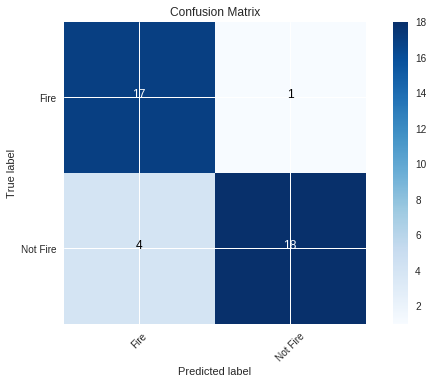 Confusion Matrix
18
Fire
17
1
16
14
12
True label
10
8
Not Fire
4
18
6
4
2
Fire
Not Fire
Predicted label